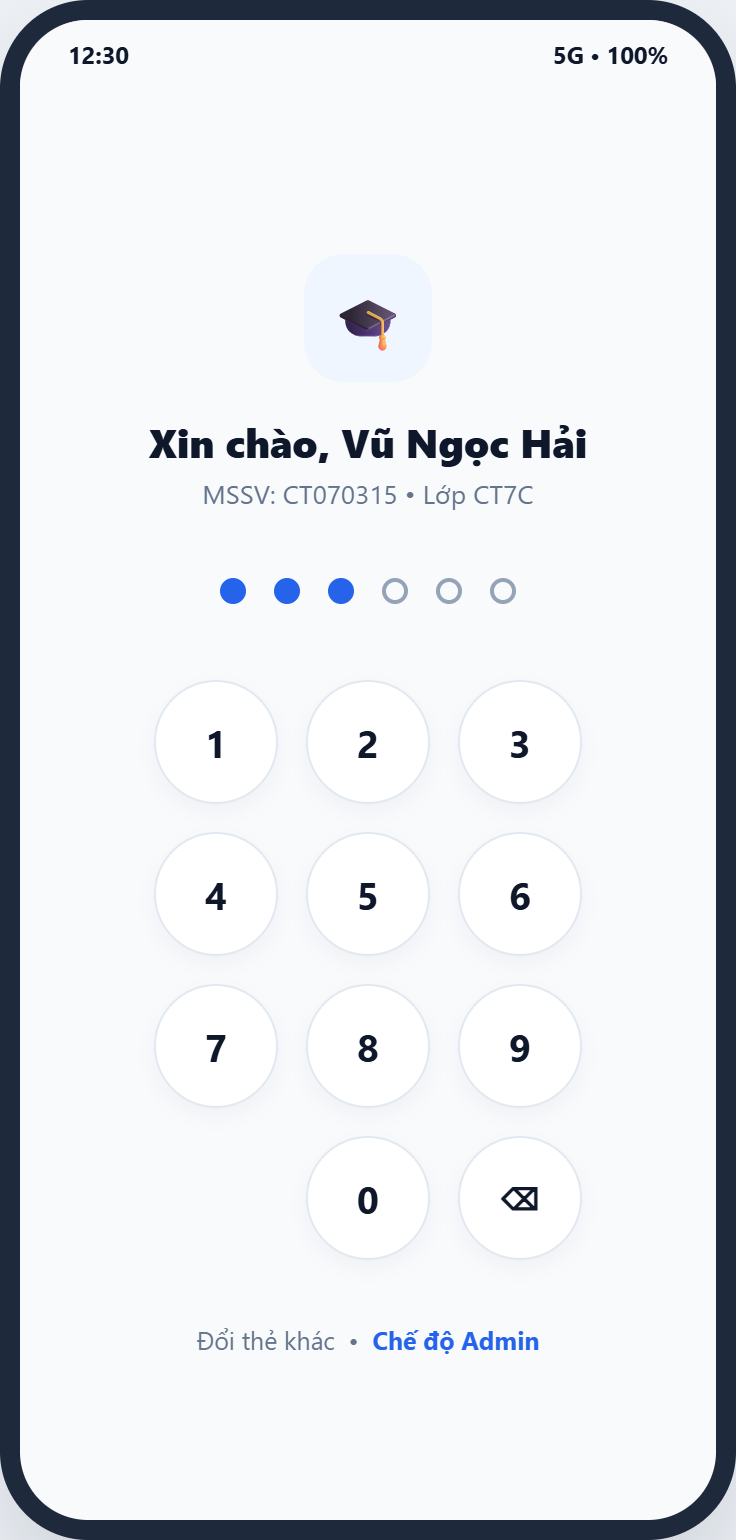 12:30 5G • 100%
Xin chào, Vũ Ngọc Hải
MSSV: CT070315 • Lớp CT7C
1 2 3
4 5 6
7 8 9
0 ⌫
Đổi thẻ khác • Chế độ Admin